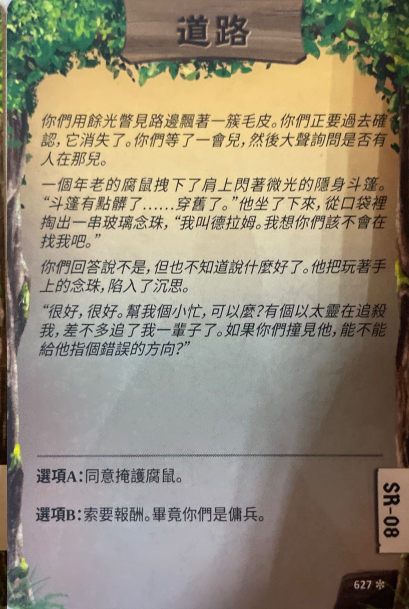 道路
你們用餘光瞥見路邊飄著一簇毛皮。你們正要過去確
認,它消失了。你們等了一會兒,然後大聲詢問是否有
人在那兒。
一個年老的腐鼠拽下了肩上閃著微光的隱身斗篷。
“斗篷有點髒了……穿舊了。”他坐了下來,從口袋裡
掏出一串玻璃念珠,“我叫德拉姆。我想你們該不會在
找我吧。”
你們回答說不是,但也不知道說什麼好了。他把玩著手
上的念珠,陷入了沉思。
“很好,很好。幫我個小忙,可以麼?有個以太靈在追殺
我,差不多追了我一輩子了。如果你們撞見他,能不能
給他指個錯誤的方向?”
選項A:同意掩護腐鼠。
選項B:索要報酬。畢竟你們是傭兵。
SR-08
627 ✼